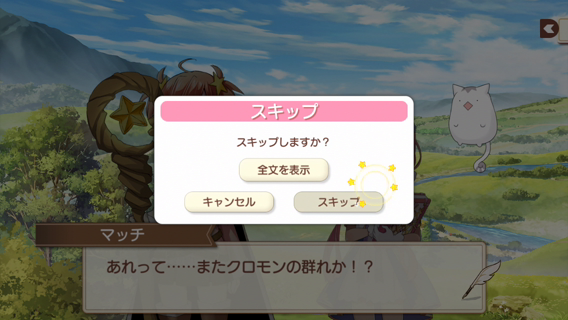 スキップ
スキップしますか？
全文を表示
キャンセル
スキップ
マッチ
あれって……またクロモンの群れか！？